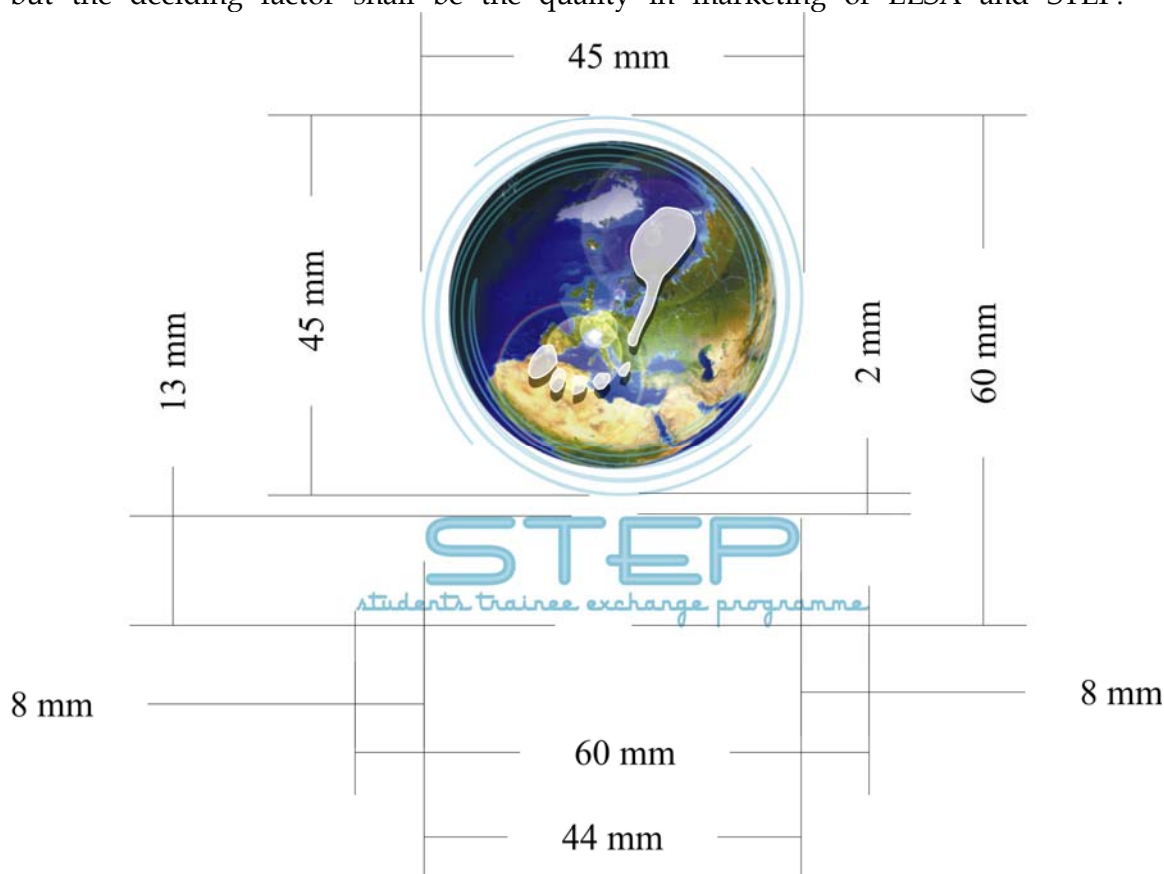 but the deciding factor shall be the quality in marketing of ELSA and STEP.
45 mm
45 mm
13 mm
2 mm
60 mm
STEP
students trainee exchange programme
8 mm
8 mm
60 mm
44 mm